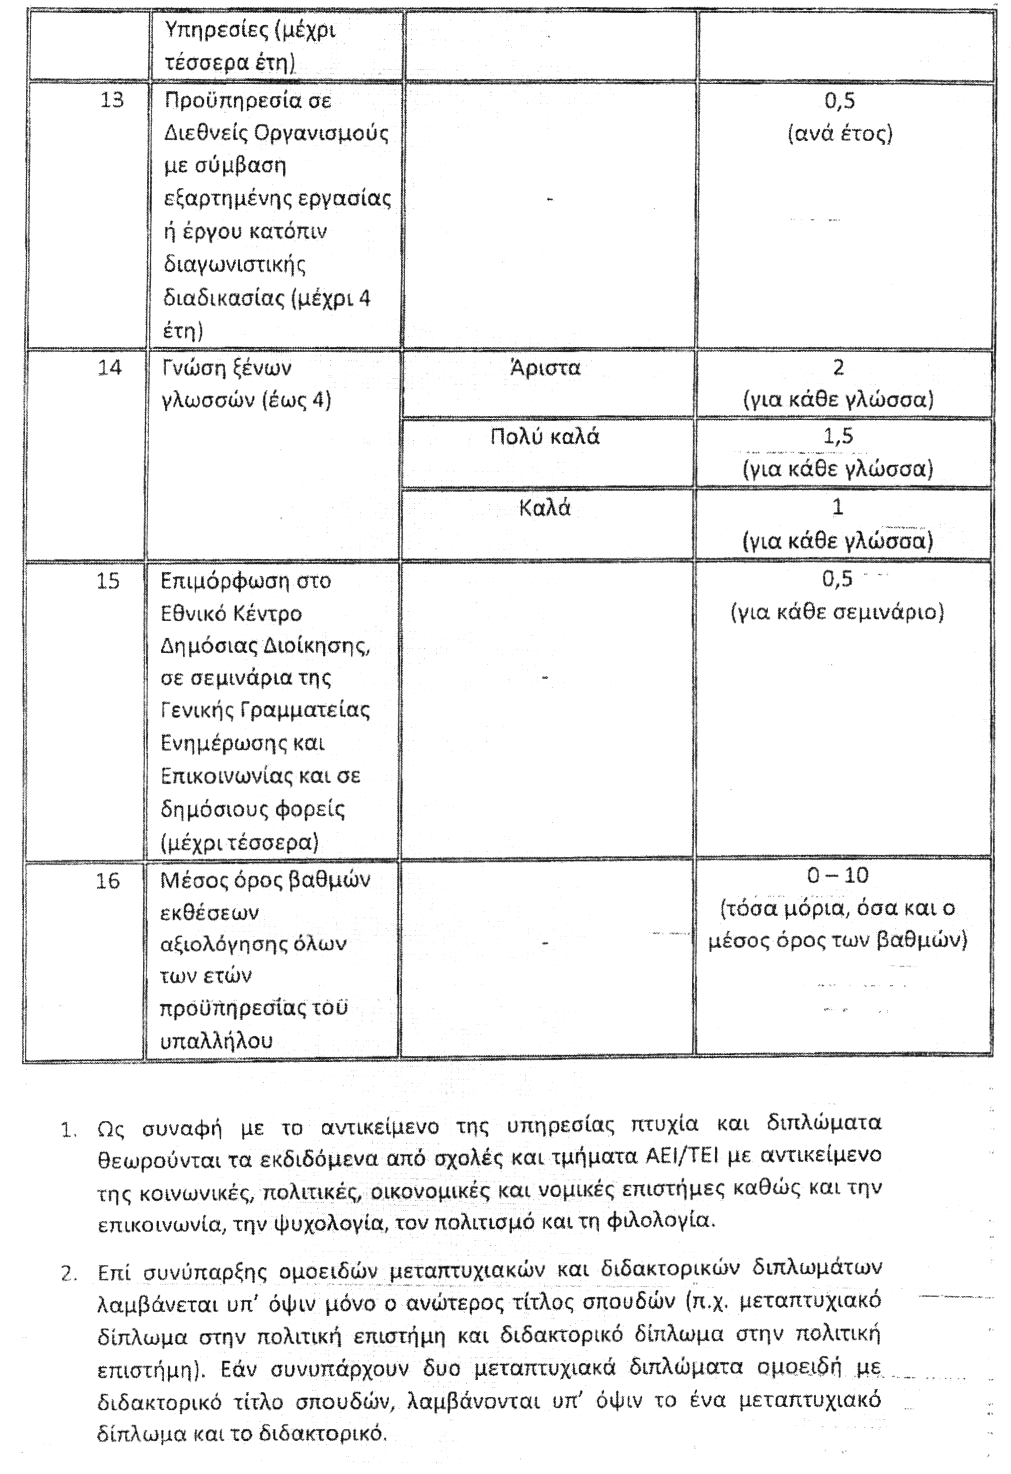 Υπηρεσίες (μέχρι
τέσσερα έτη)
13 Προϋπηρεσία σε - 0,5
Διεθνείς Οργανισμούς (ανά έτος)
με σύμβαση
εξαρτημένης εργασίας
ή έργου κατόπιν
διαγωνιστικής
διαδικασίας (μέχρι 4
έτη)
14 Γνώση ξένων Άριστα 2
γλωσσών (έως 4) (για κάθε γλώσσα)
Πολύ καλά 1,5
(για κάθε γλώσσα)
Καλά 1
(για κάθε γλώσσα)
15 Επιμόρφωση στο - 0,5
Εθνικό Κέντρο (για κάθε σεμινάριο)
Δημόσιας Διοίκησης,
σε σεμινάρια της
Γενικής Γραμματείας
Ενημέρωσης και
Επικοινωνίας και σε
δημόσιους φορείς
(μέχρι τέσσερα)
16 Μέσος όρος βαθμών - 0 – 10
εκθέσεων (τόσα μόρια, όσα και ο
αξιολόγησης όλων μέσος όρος των βαθμών)
των ετών
προϋπηρεσίας του
υπαλλήλου
1. Ως συναφή με το αντικείμενο της υπηρεσίας πτυχία και διπλώματα
θεωρούνται τα εκδιδόμενα από σχολές και τμήματα ΑΕΙ/ΤΕΙ με αντικείμενο
της κοινωνικές, πολιτικές, οικονομικές και νομικές επιστήμες καθώς και την
επικοινωνία, την ψυχολογία, τον πολιτισμό και τη φιλολογία.
2. Επί συνύπαρξης ομοειδών μεταπτυχιακών και διδακτορικών διπλωμάτων
λαμβάνεται υπ’ όψιν μόνο ο ανώτερος τίτλος σπουδών (π.χ. μεταπτυχιακό
δίπλωμα στην πολιτική επιστήμη και διδακτορικό δίπλωμα στην πολιτική
επιστήμη). Εάν συνυπάρχουν δυο μεταπτυχιακά διπλώματα ομοειδή με
διδακτορικό τίτλο σπουδών, λαμβάνονται υπ’ όψιν το ένα μεταπτυχιακό
δίπλωμα και το διδακτορικό.